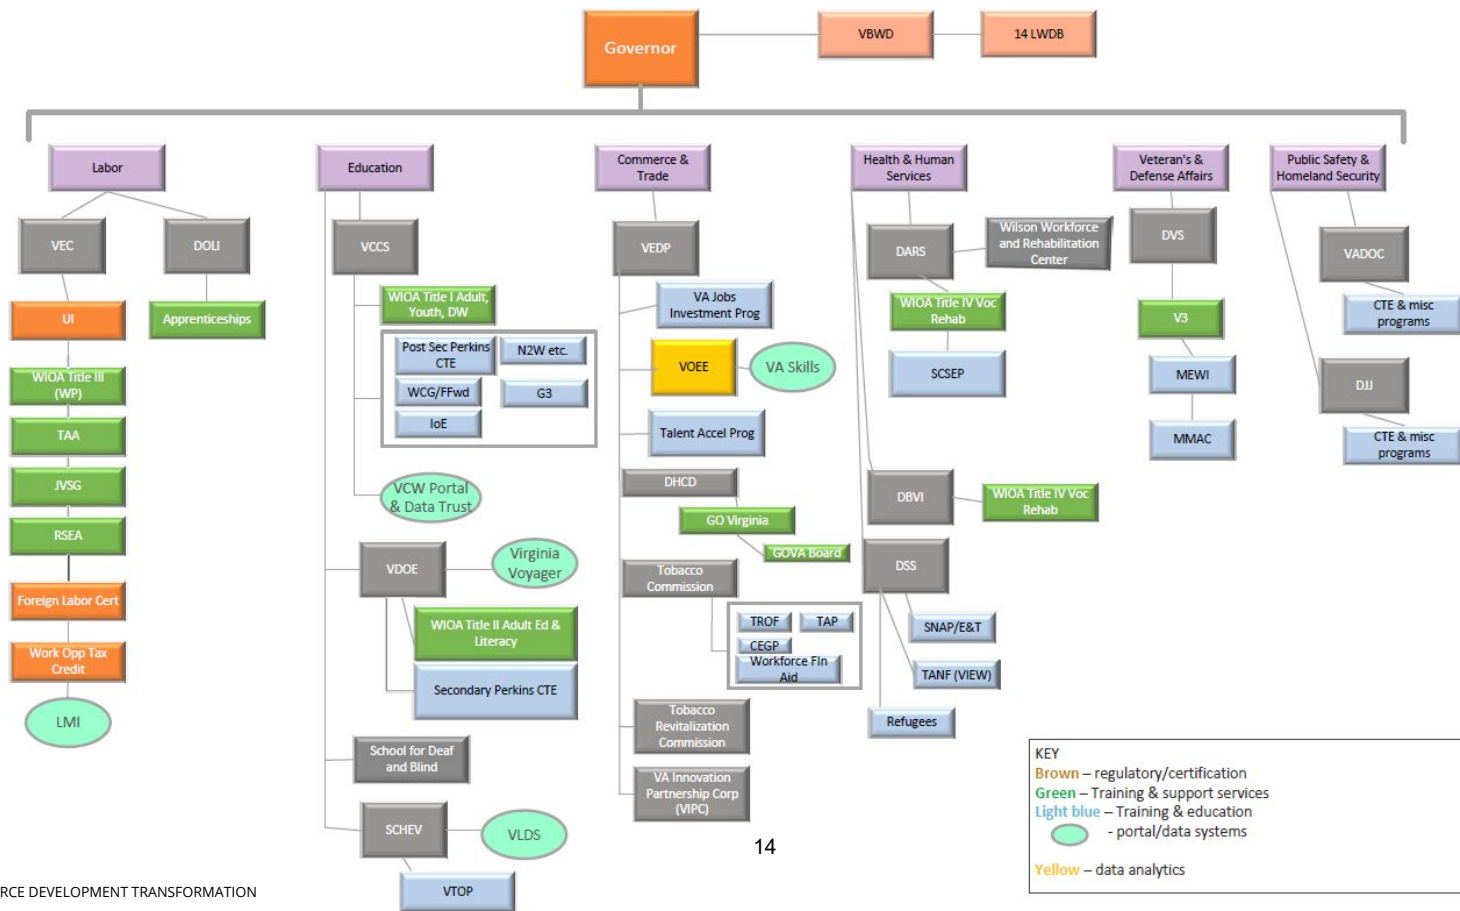 Governor
VBWD
14 LWDB
Labor
VEC
DOLI
UI
Apprenticeships
WIOA Title III
(WP)
TAA
JVSG
RSEA
Foreign Labor Cert
Work Opp Tax
Credit
LMI
Education
VCCS
WIOA Title I Adult,
Youth, DW
Post Sec Perkins
CTE
N2W etc.
WCG/FFwd
G3
IoE
VCW Portal
& Data Trust
VDOE
Virginia
Voyager
WIOA Title II Adult Ed &
Literacy
Secondary Perkins CTE
School for Deaf
and Blind
SCHEV
VLDS
VTOP
Commerce &
Trade
VEDP
VA Jobs
Investment Prog
VOEE
VA Skills
Talent Accel Prog
DHCD
GO Virginia
GOVA Board
Tobacco
Commission
TROF
TAP
CEGP
Workforce FIn
Aid
Tobacco
Revitalization
Commission
VA Innovation
Partnership Corp
(VIPC)
Health & Human
Services
DARS
Wilson Workforce
and Rehabilitation
Center
WIOA Title IV Voc
Rehab
SCSEP
DBVI
WIOA Title IV Voc
Rehab
DSS
SNAP/E&T
TANF (VIEW)
Refugees
Veteran's &
Defense Affairs
DVS
V3
MEWI
MMAC
Public Safety &
Homeland Security
VADOC
CTE & misc
programs
DJJ
CTE & misc
programs
KEY
Brown – regulatory/certification
Green – Training & support services
Light blue – Training & education
- portal/data systems
Yellow – data analytics
14
RCE DEVELOPMENT TRANSFORMATION